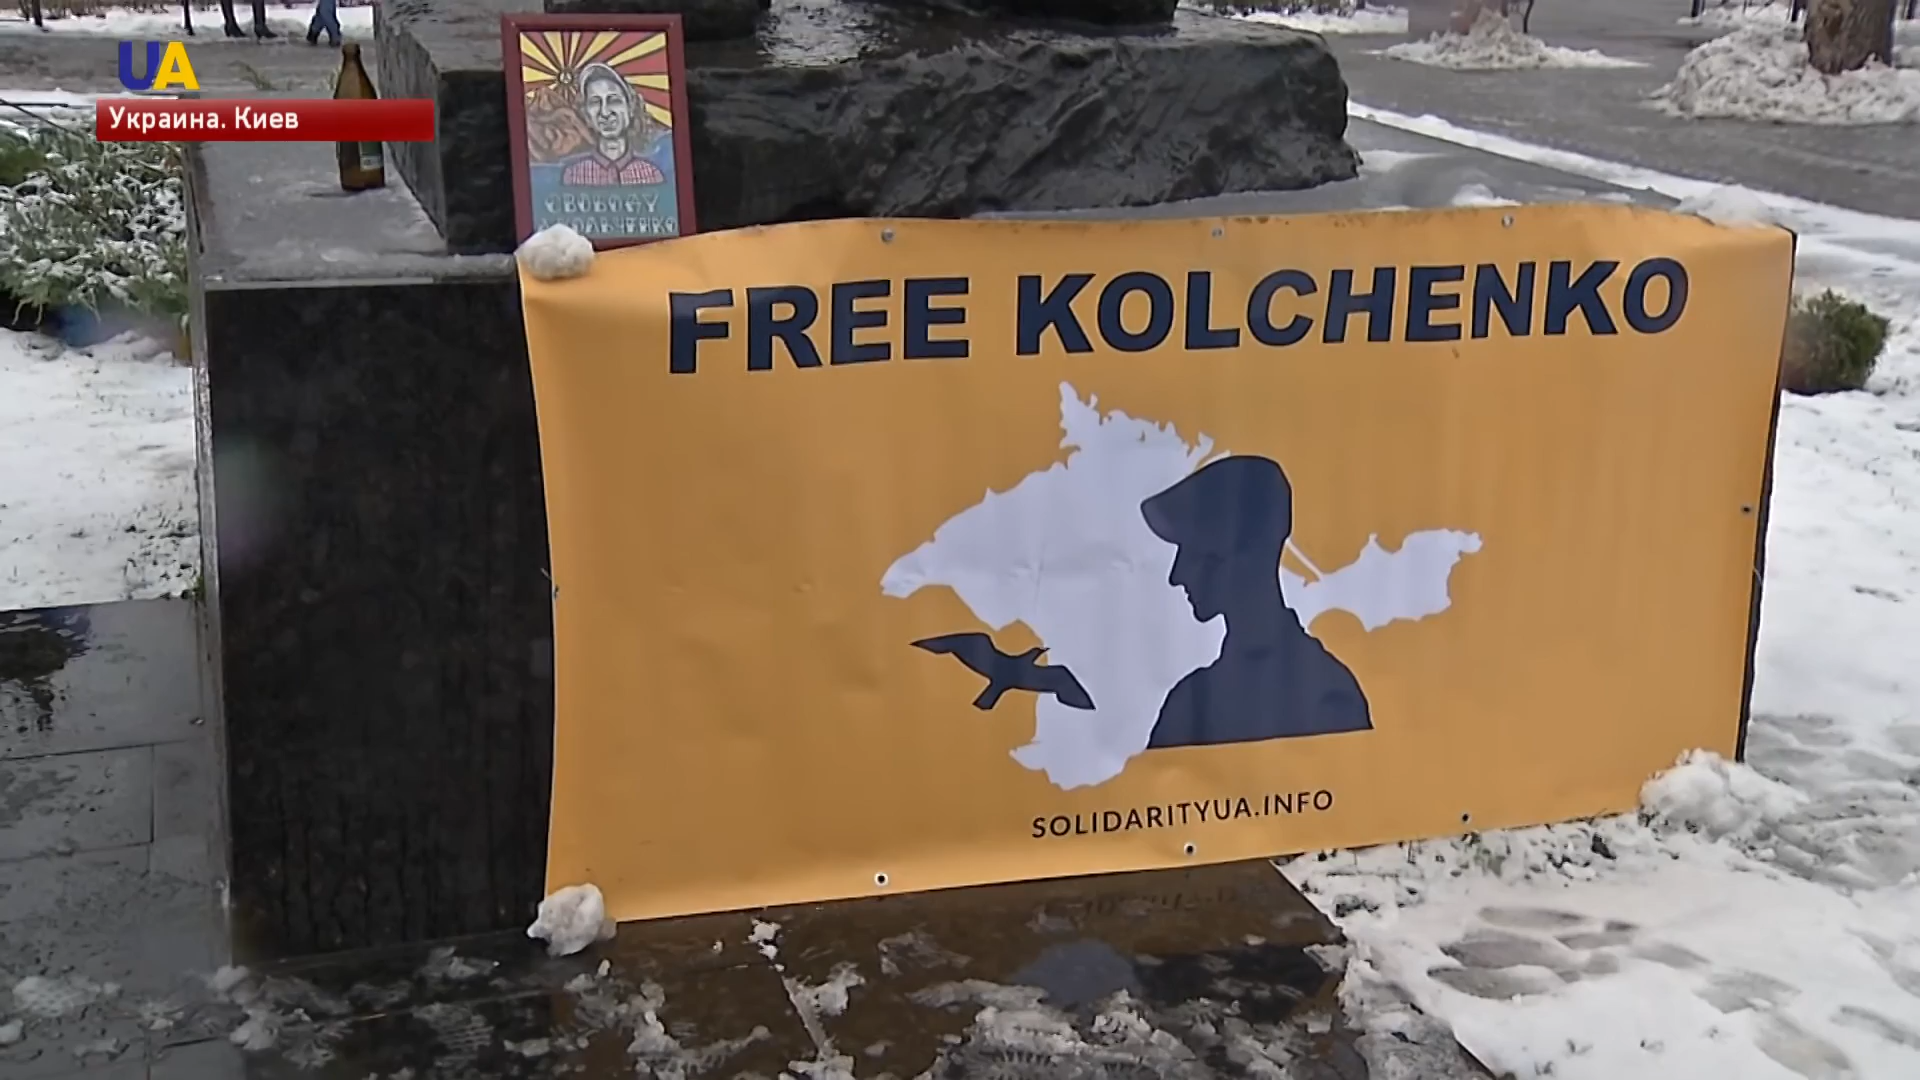 UA
Украина. Киев
СВОБОДУ
FREE KOLCHENKO
SOLIDARITYUA.INFO